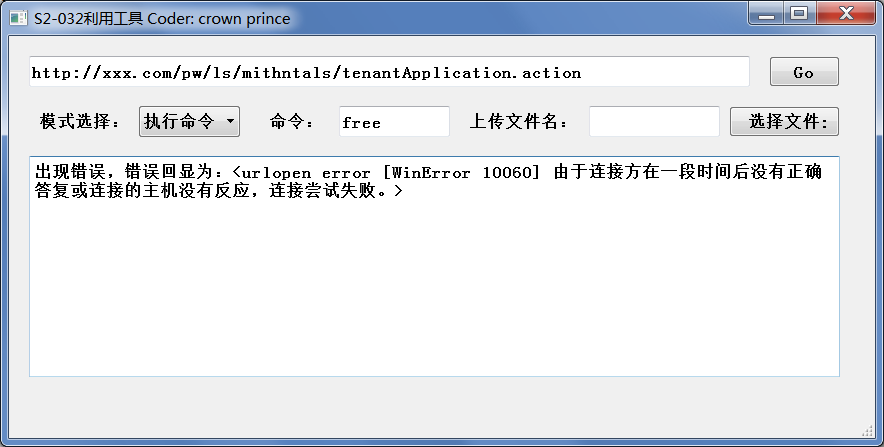 S2-032利用工具 Coder: crown prince
http://xxx.com/pw/ls/mithntals/tenantApplication.action Go
模式选择： 执行命令 命令： free 上传文件名： 选择文件:
出现错误，错误回显为：<urlopen error [WinError 10060] 由于连接方在一段时间后没有正确
答复或连接的主机没有反应，连接尝试失败。>